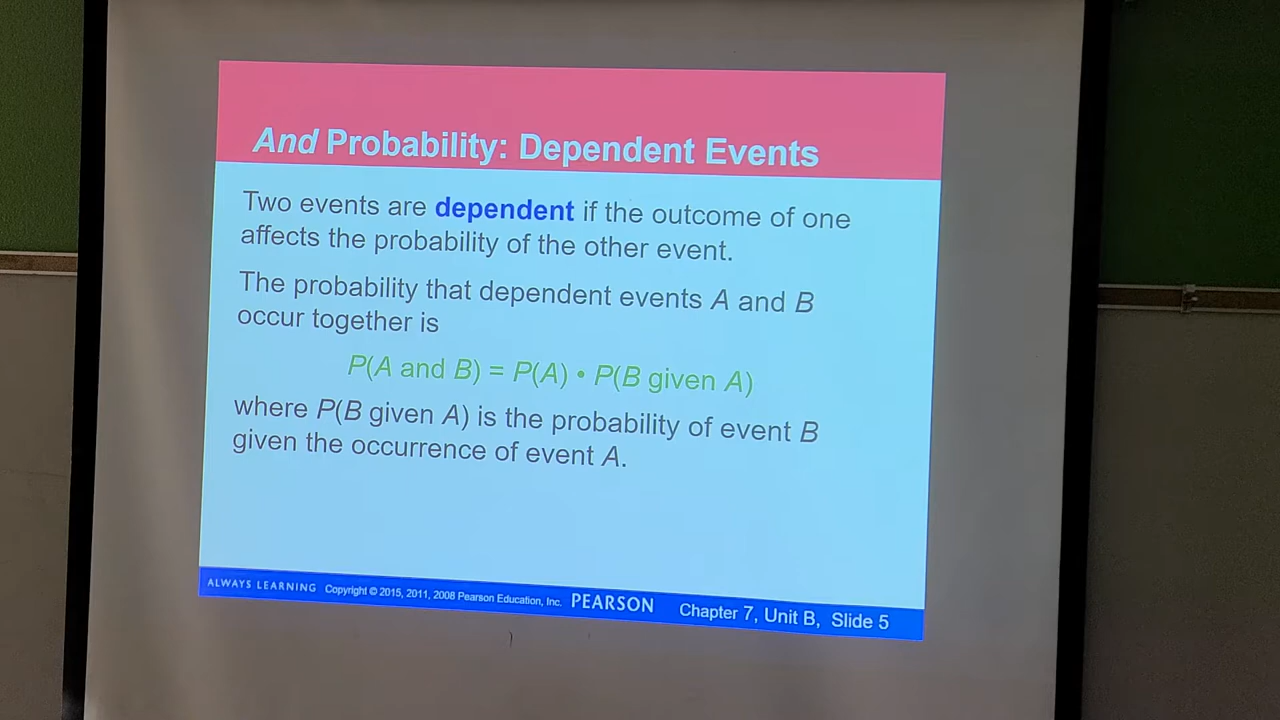 And Probability: Dependent Events
Two events are dependent if the outcome of one
affects the probability of the other event.
The probability that dependent events A and B
occur together is
P(A and B) = P(A) • P(B given A)
where P(B given A) is the probability of event B
given the occurrence of event A.
ALWAYS LEARNING Copyright © 2015, 2011, 2008 Pearson Education, Inc. PEARSON Chapter 7, Unit B, Slide 5